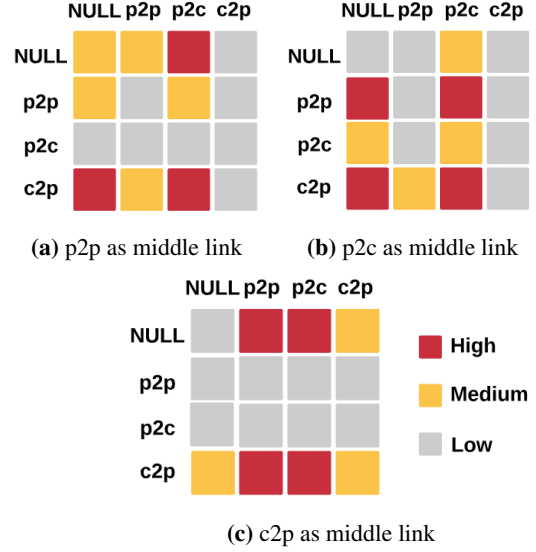 NULL p2p p2c c2p
NULL
p2p
p2c
c2p
(a) p2p as middle link
NULL p2p p2c c2p
NULL
p2p
p2c
c2p
(b) p2c as middle link
NULL p2p p2c c2p
NULL
p2p
p2c
c2p
High
Medium
Low
(c) c2p as middle link